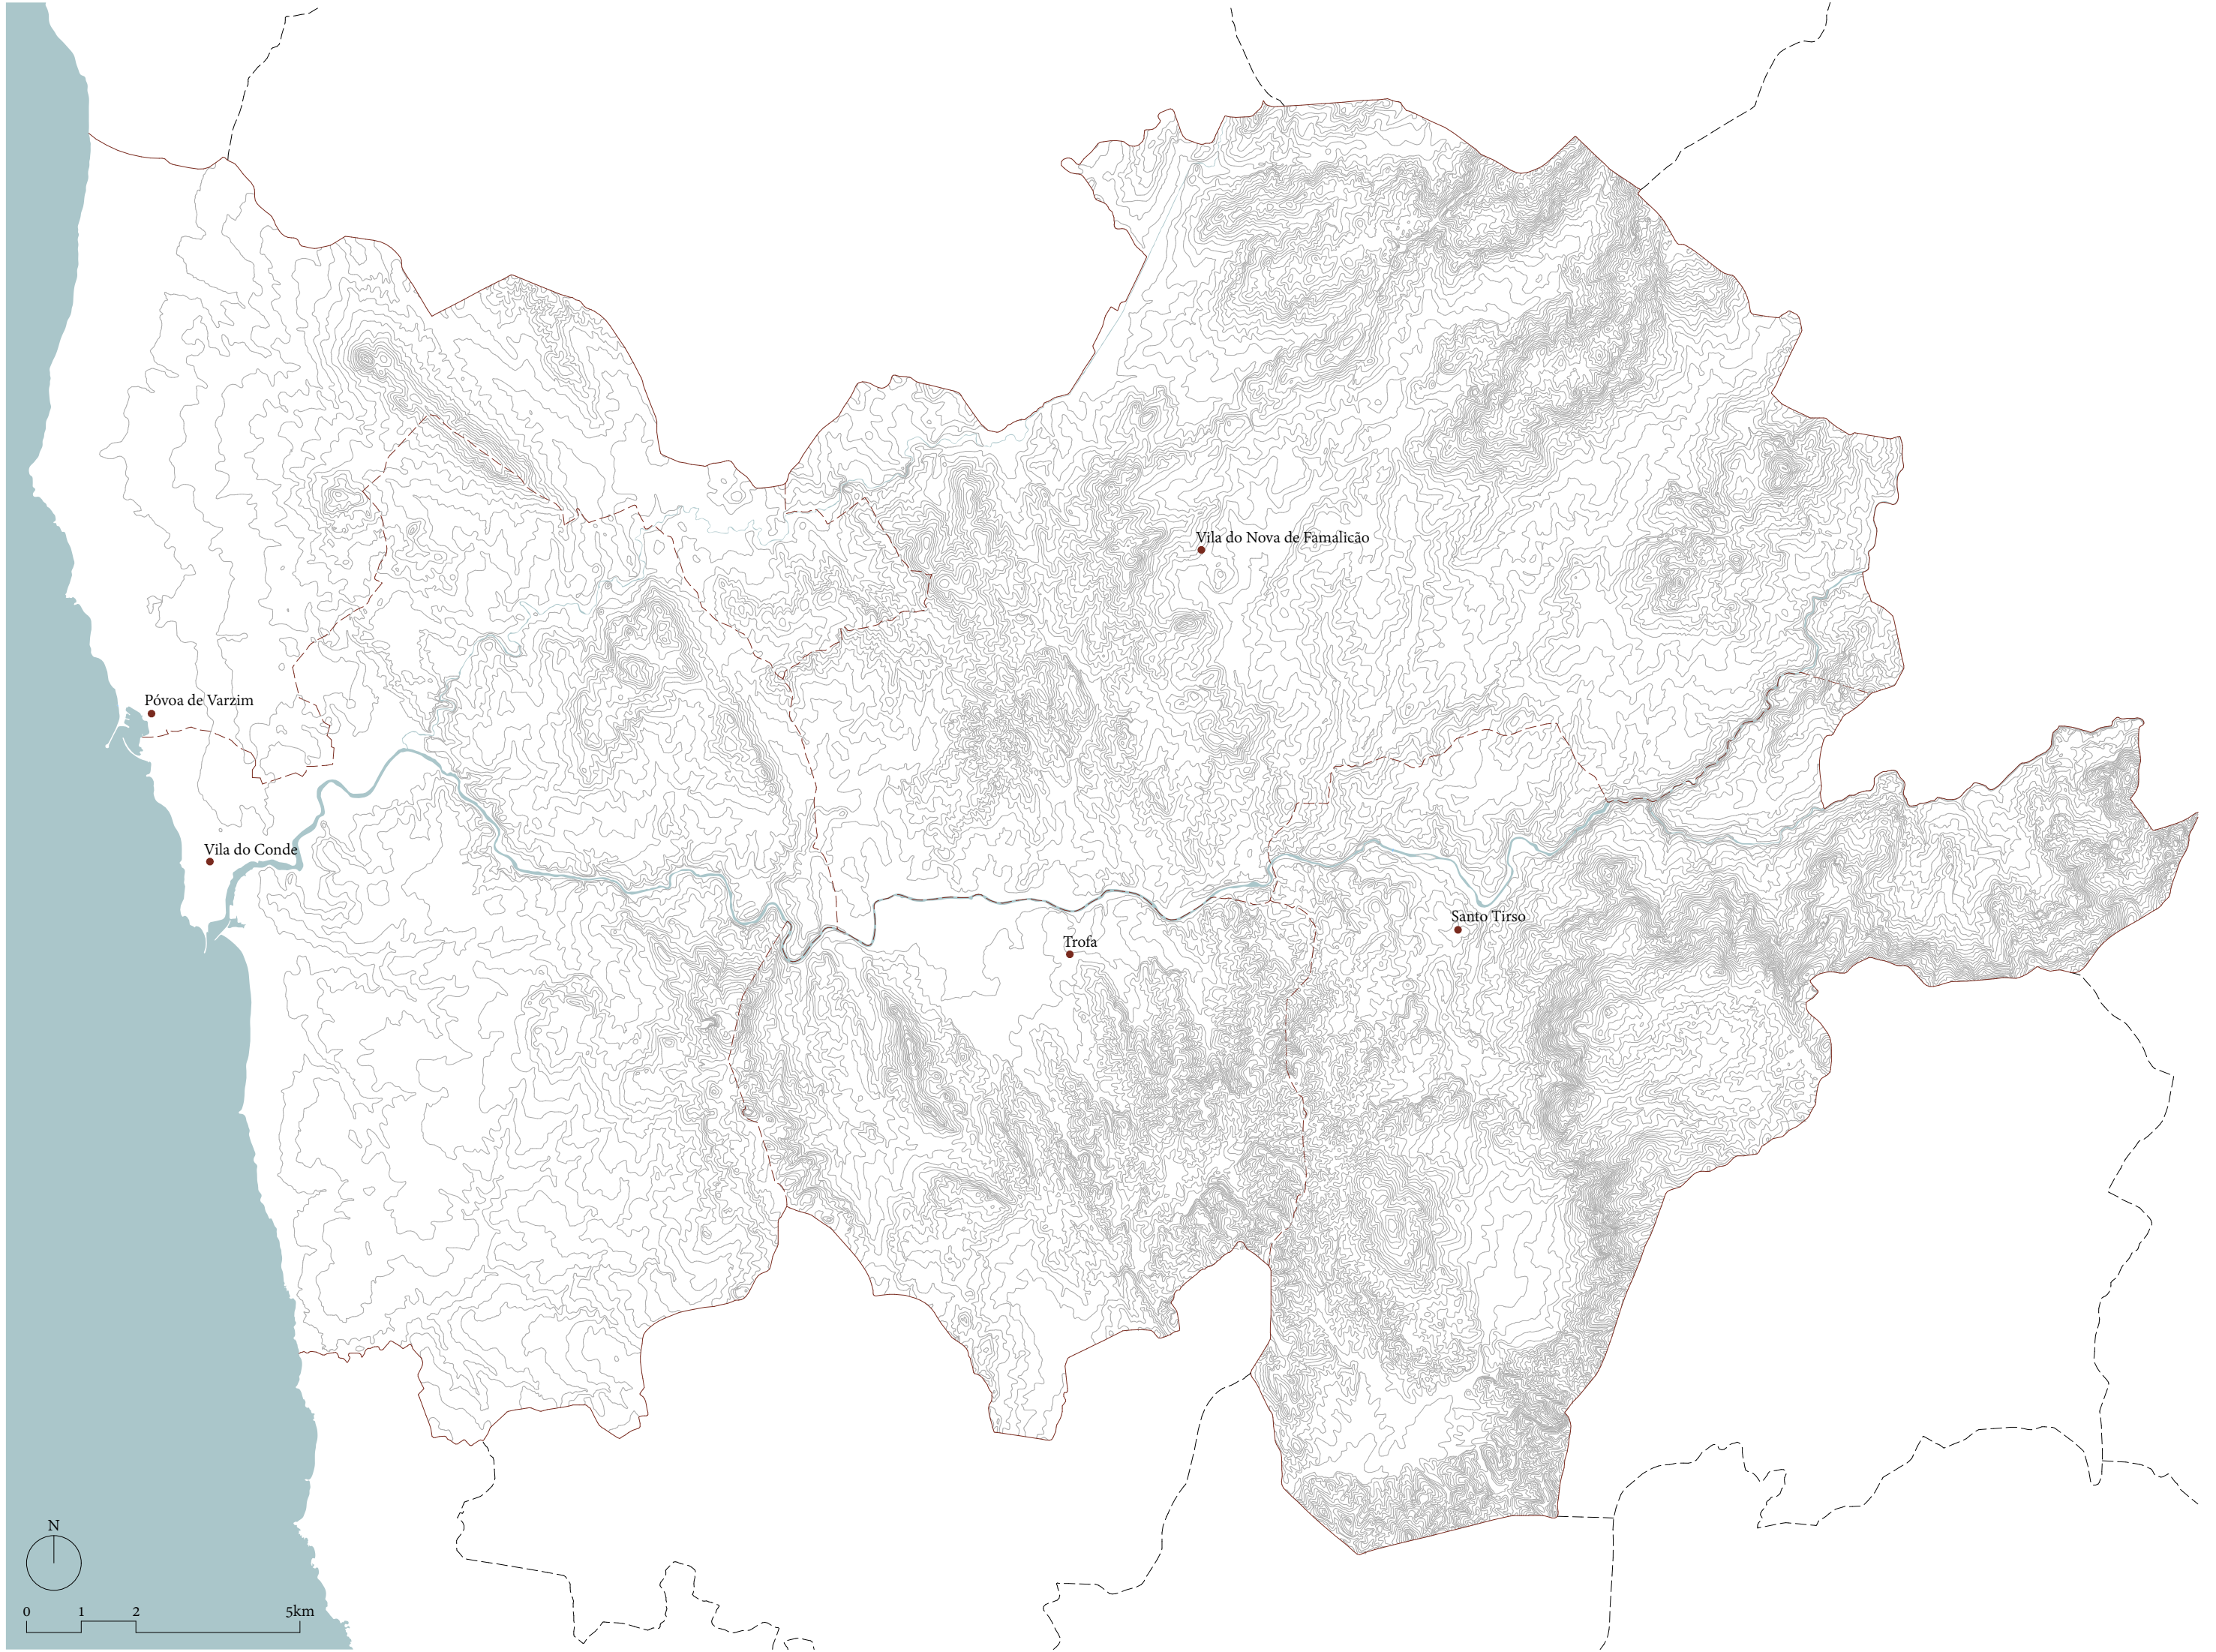 Vila do Nova de Famalicão
Póvoa de Varzim
Vila do Conde
Santo Tirso
Trofa
N
0 1 2 5km